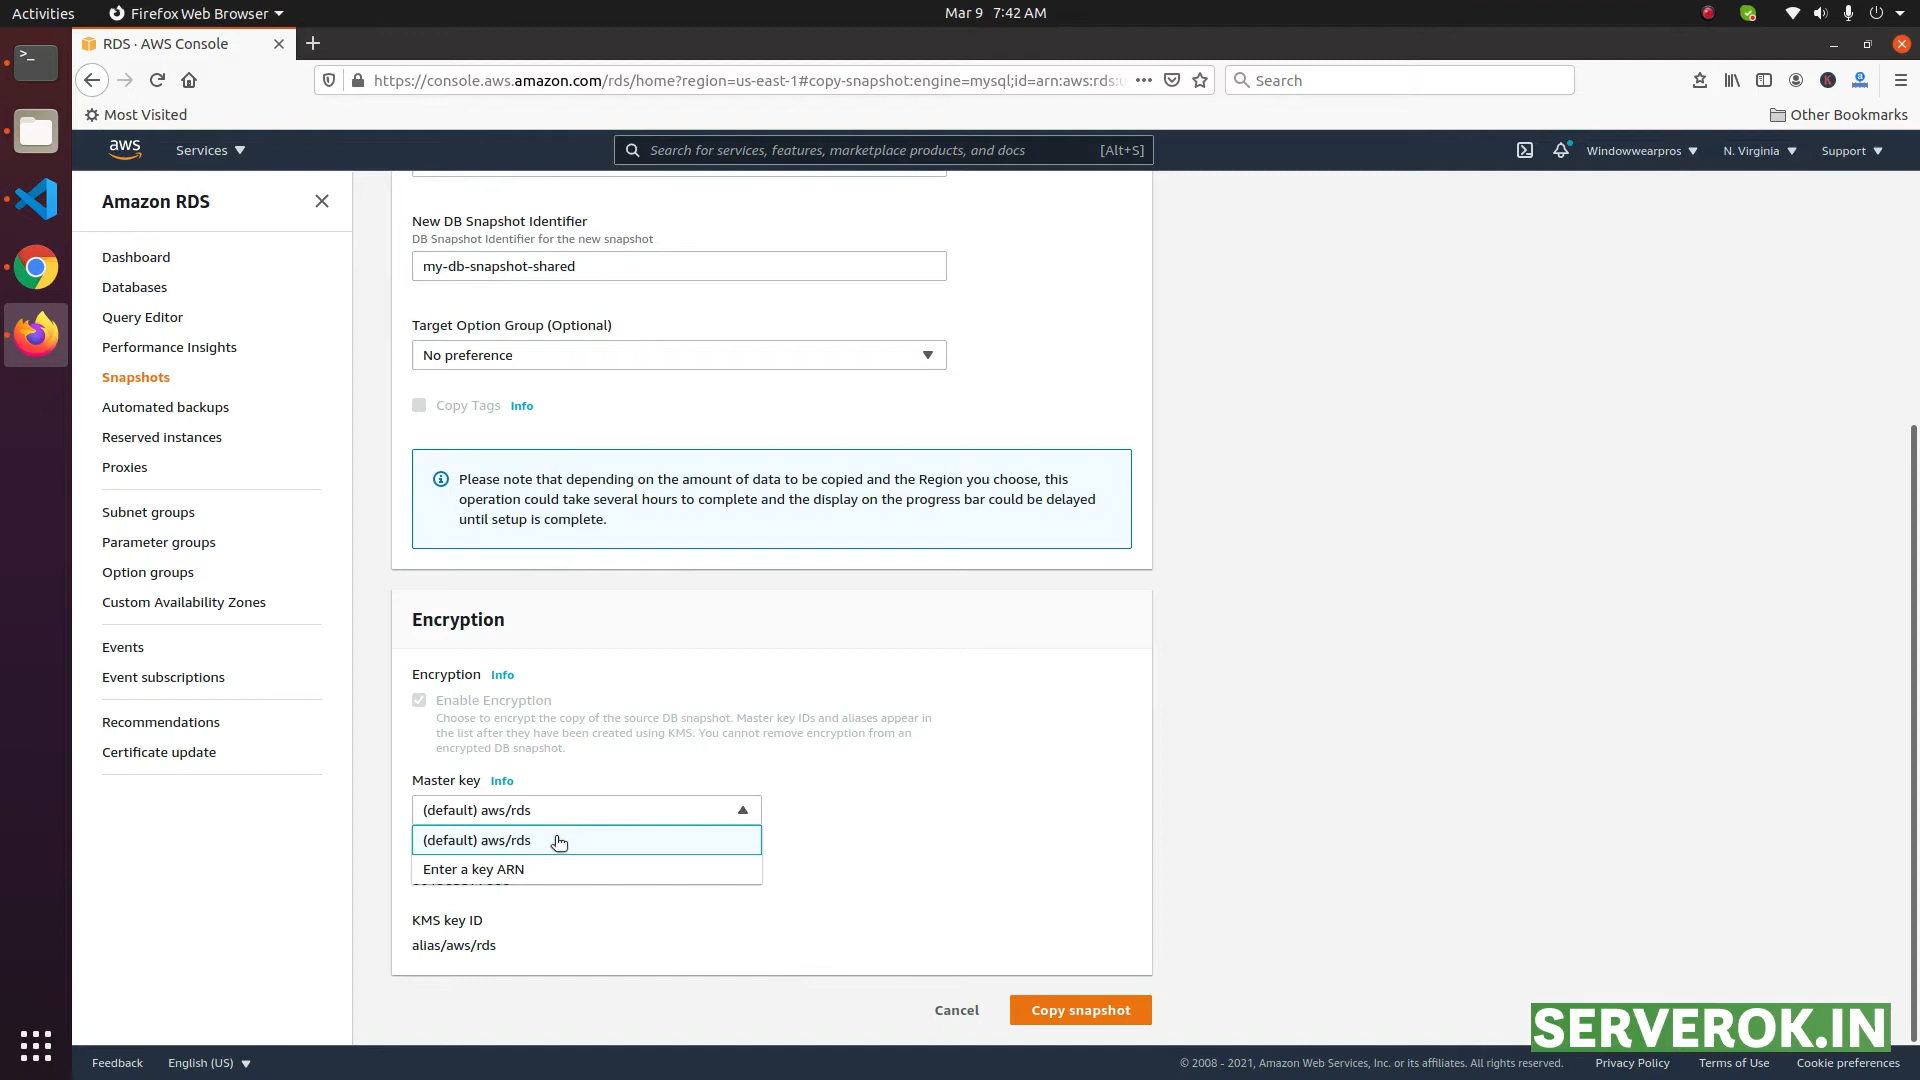 Activities
Firefox Web Browser
Mar 9 7:42 AM
RDS · AWS Console
https://console.aws.amazon.com/rds/home?region=us-east-1#copy-snapshot:engine=mysql;id=arn:aws:rds:u
Search
Most Visited
Other Bookmarks
aws
Services
Search for services, features, marketplace products, and docs
[Alt+S]
Windowwearpros
N. Virginia
Support
Amazon RDS
Dashboard
Databases
Query Editor
Performance Insights
Snapshots
Automated backups
Reserved instances
Proxies
Subnet groups
Parameter groups
Option groups
Custom Availability Zones
Events
Event subscriptions
Recommendations
Certificate update
New DB Snapshot Identifier
DB Snapshot Identifier for the new snapshot
my-db-snapshot-shared
Target Option Group (Optional)
No preference
Copy Tags Info
Please note that depending on the amount of data to be copied and the Region you choose, this
operation could take several hours to complete and the display on the progress bar could be delayed
until setup is complete.
Encryption
Encryption Info
Enable Encryption
Choose to encrypt the copy of the source DB snapshot. Master key IDs and aliases appear in
the list after they have been created using KMS. You cannot remove encryption from an
encrypted DB snapshot.
Master key Info
(default) aws/rds
(default) aws/rds
Enter a key ARN
KMS key ID
alias/aws/rds
Cancel
Copy snapshot
SERVEROK.IN
Feedback
English (US)
© 2008 - 2021, Amazon Web Services, Inc. or its affiliates. All rights reserved.
Privacy Policy
Terms of Use
Cookie preferences